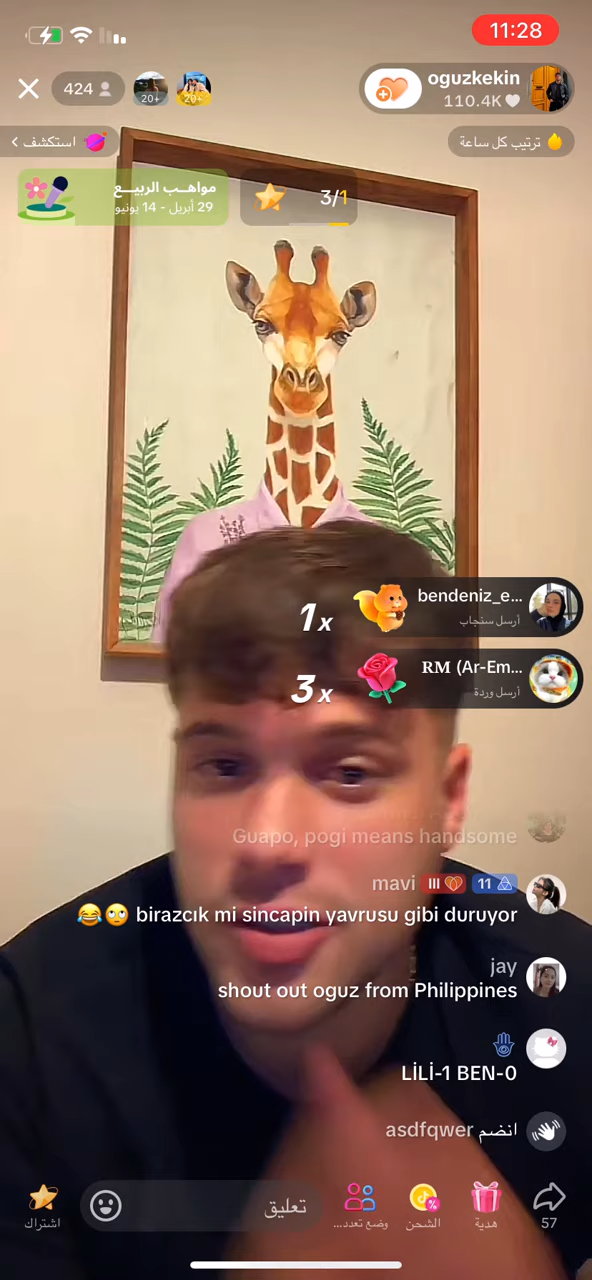 11:28
424
20+
20+
oguzkekin
110.4K
استكشف
ترتيب كل ساعة
مواهـب الربيـع
29 أبريل - 14 يونيو
3/1
1x
bendeniz_e...
أرسل سنجاب
3x
RM (Ar-Em...
أرسل وردة
Guapo, pogi means handsome
mavi III 11
😂🙄 birazcık mi sincapin yavrusu gibi duruyor
jay
shout out oguz from Philippines
LİLİ-1 BEN-0
asdfqwer انضم
اشتراك
تعليق
وضع تعدد...
الشحن
هدية
57